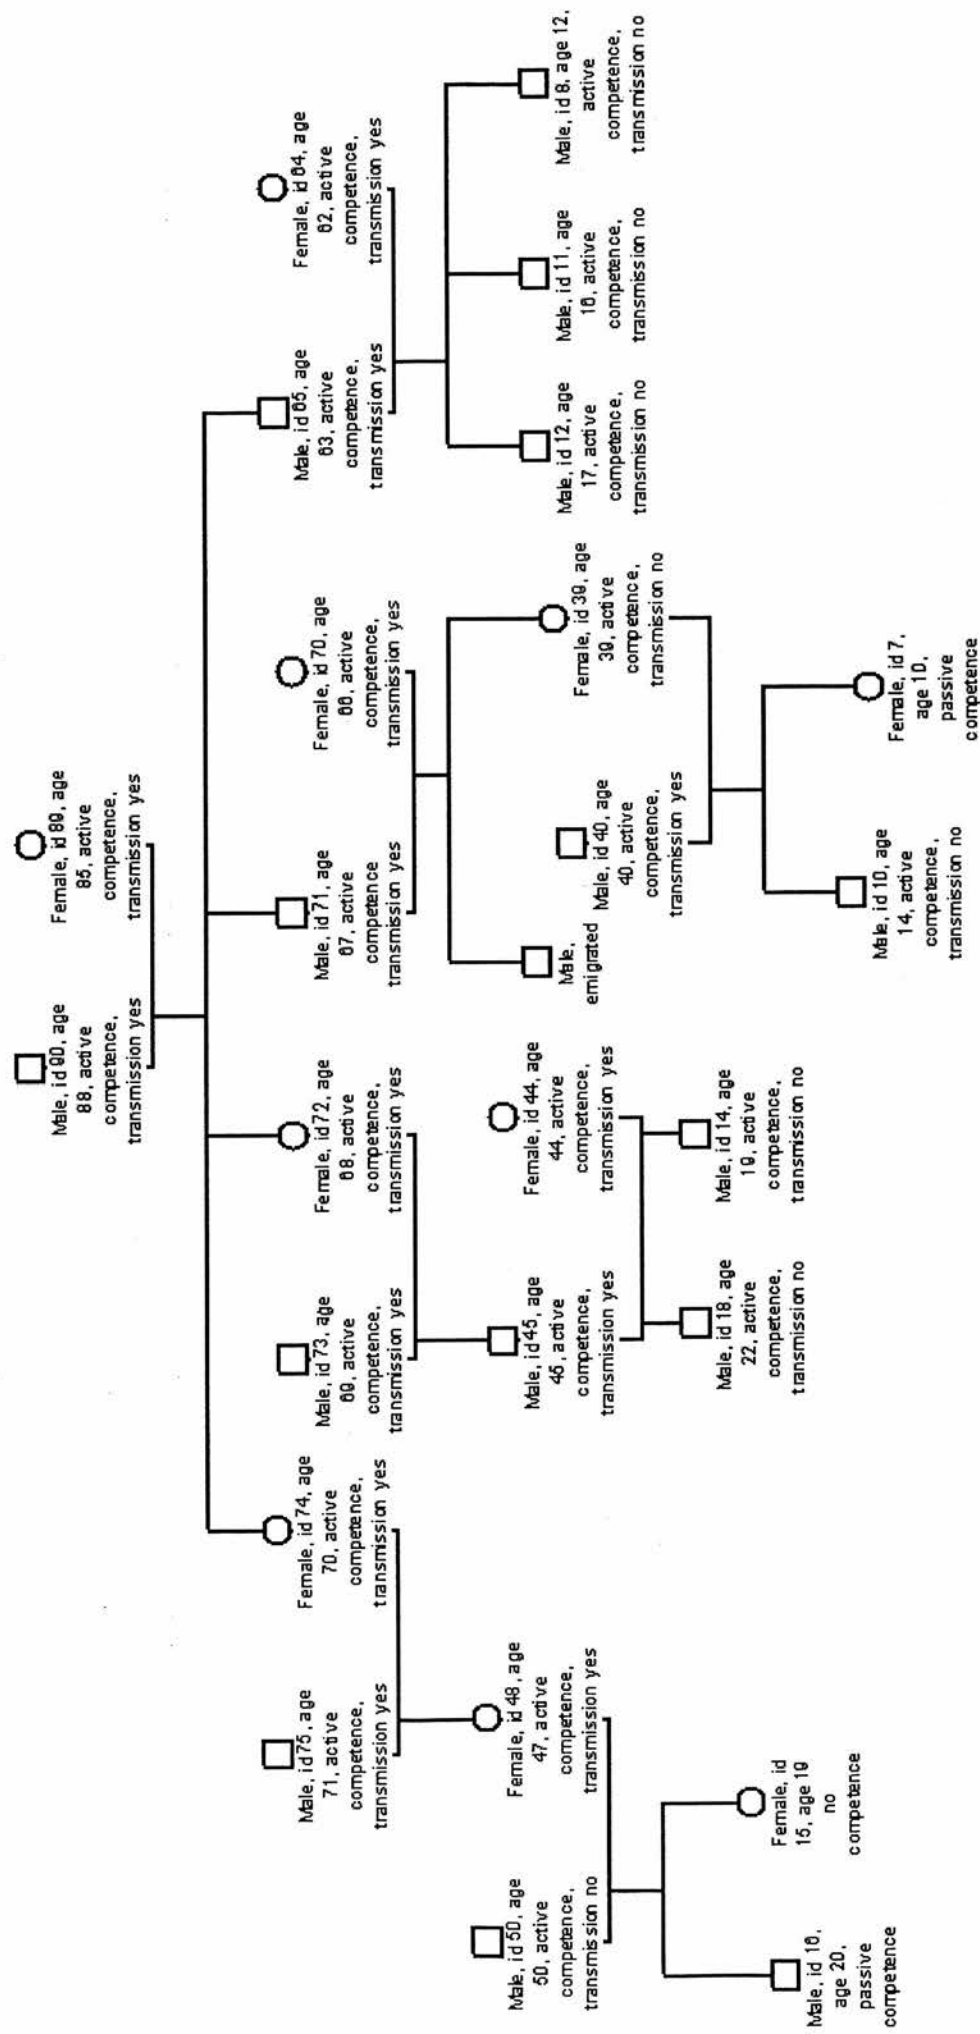 Male, id 90, age
88, active
competence,
transmission yes
Female, id 89, age
85, active
competence,
transmission yes
Male, id 75, age
71, active
competence,
transmission yes
Female, id 74, age
70, active
competence,
transmission yes
Male, id 73, age
69, active
competence,
transmission yes
Female, id 72, age
68, active
competence,
transmission yes
Male, id 71, age
67, active
competence
transmission yes
Female, id 70, age
66, active
competence,
transmission yes
Male, id 65, age
63, active
competence,
transmission yes
Female, id 64, age
62, active
competence,
transmission yes
Male, id 50, age
50, active
competence,
transmission no
Female, id 48, age
47, active
competence,
transmission yes
Male, id 45, age
45, active
competence,
transmission yes
Female, id 44, age
44, active
competence,
transmission yes
Male,
emigrated
Male, id 40, age
40, active
competence,
transmission yes
Female, id 39, age
39, active
competence,
transmission no
Male, id 12, age
17, active
competence,
transmission no
Male, id 11, age
16, active
competence,
transmission no
Male, id 8, age 12,
active
competence,
transmission no
Male, id 16,
age 20,
passive
competence
Female, id
15, age 19
no
competence
Male, id 18, age
22, active
competence,
transmission no
Male, id 14, age
19, active
competence,
transmission no
Male, id 10, age
14, active
competence,
transmission no
Female, id 7,
age 10,
passive
competence